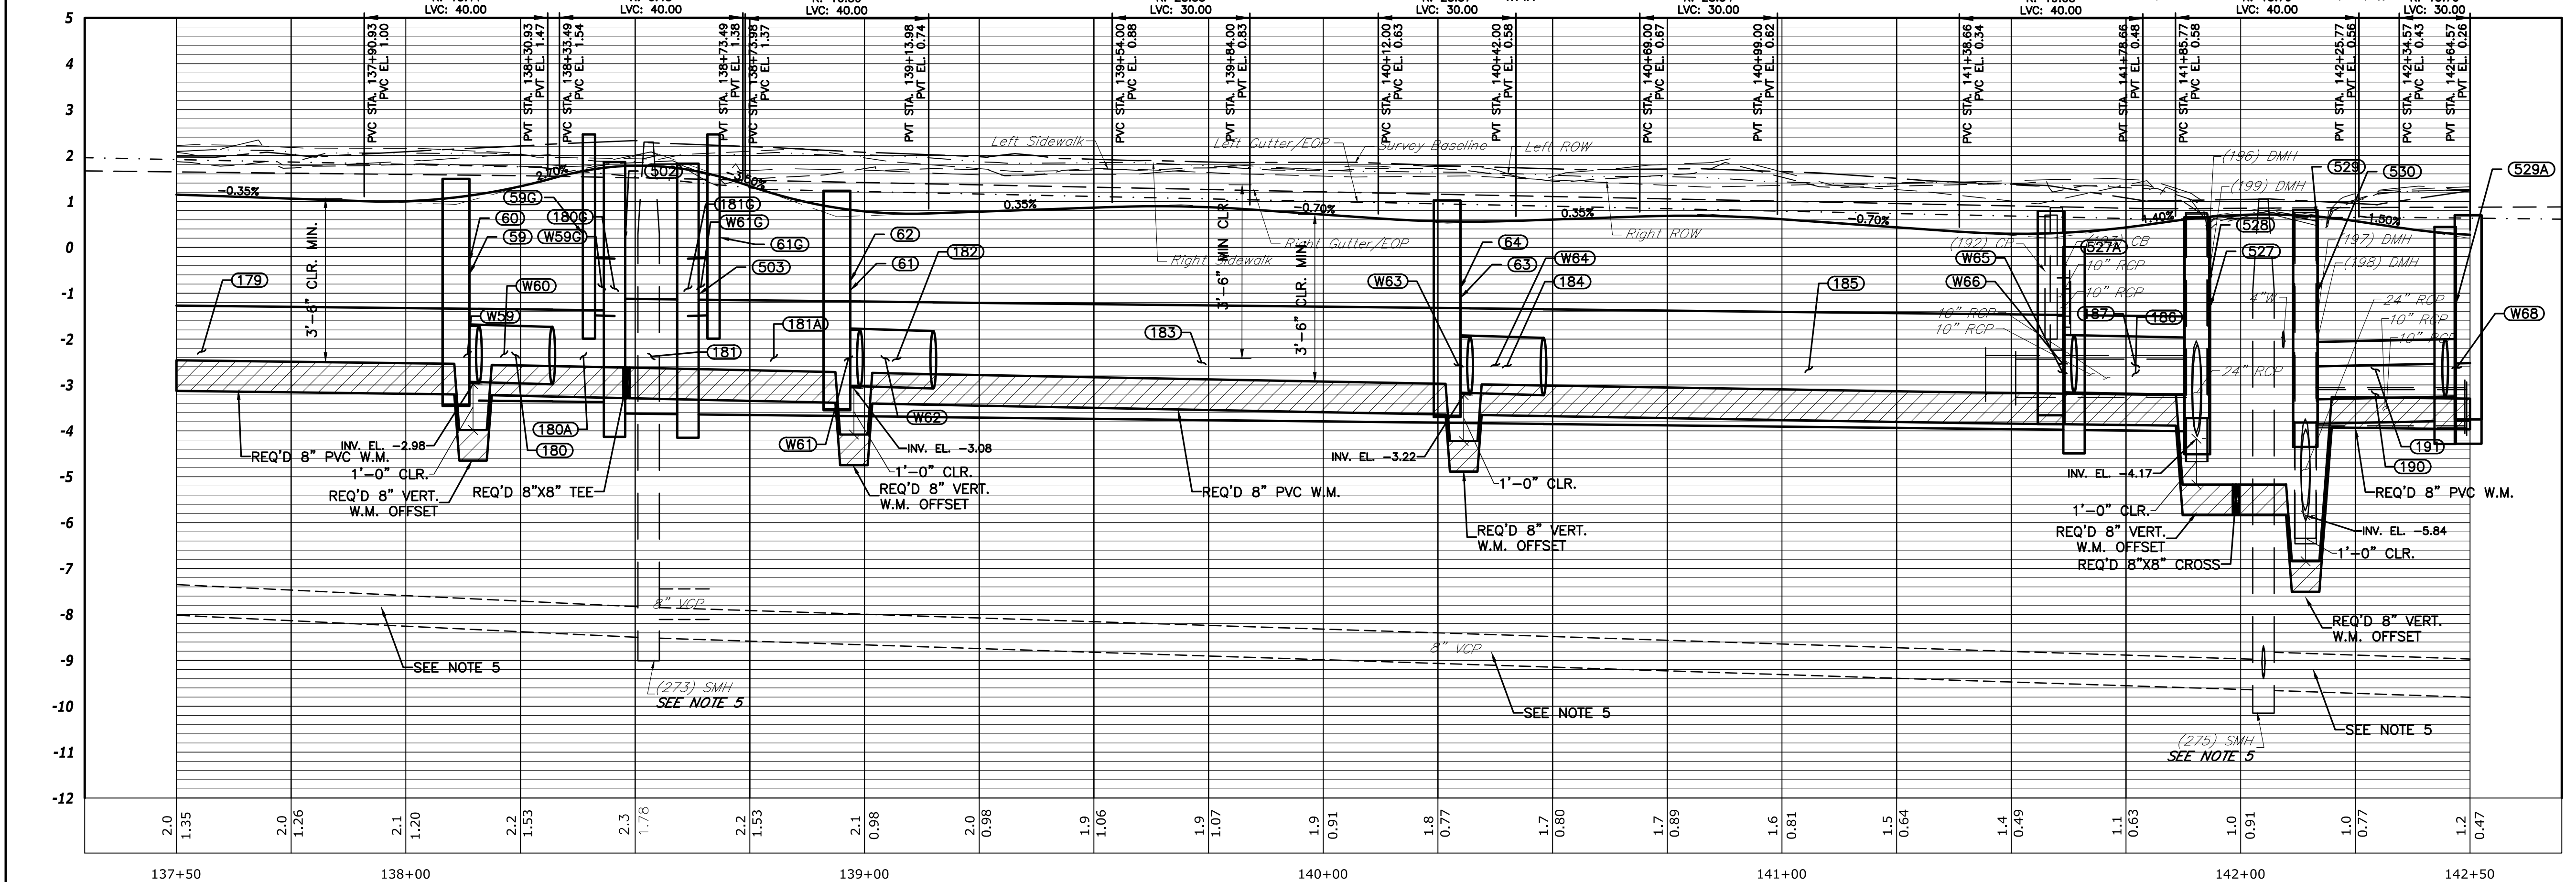 LVC: 40.00
LVC: 40.00
LVC: 40.00
LVC: 30.00
LVC: 30.00
LVC: 30.00
LVC: 40.00
LVC: 40.00
LVC: 30.00
PVC STA. 137+90.93
PVC EL. 1.00
PVT STA. 138+30.93
PVT EL. 1.47
PVC STA. 138+33.49
PVC EL. 1.54
PVT STA. 138+73.49
PVT EL. 1.38
PVC STA. 138+73.98
PVC EL. 1.37
PVT STA. 139+13.98
PVT EL. 0.74
PVC STA. 139+54.00
PVC EL. 0.88
PVT STA. 139+84.00
PVT EL. 0.83
PVC STA. 140+12.00
PVC EL. 0.63
PVT STA. 140+42.00
PVT EL. 0.58
PVC STA. 140+69.00
PVC EL. 0.67
PVT STA. 140+99.00
PVT EL. 0.62
PVC STA. 141+38.66
PVC EL. 0.34
PVT STA. 141+78.66
PVT EL. 0.48
PVC STA. 141+85.77
PVC EL. 0.58
PVT STA. 142+25.77
PVT EL. 0.56
PVC STA. 142+34.57
PVC EL. 0.43
PVT STA. 142+64.57
PVT EL. 0.26
5
4
3
2
1
0
-1
-2
-3
-4
-5
-6
-7
-8
-9
-10
-11
-12
Left Sidewalk
Left Gutter/EOP
Survey Baseline
Left ROW
Right Sidewalk
Right Gutter/EOP
Right ROW
-0.35%
2.70%
-3.60%
0.35%
-0.70%
0.35%
-0.70%
1.40%
-1.50%
3'-6" CLR. MIN.
3'-6" MIN CLR.
3'-6" CLR. MIN.
179
60
59
59G
180G
W59G
W59
W60
180A
180
502
181G
W61G
61G
503
181
181A
62
61
182
W61
W62
183
W63
64
63
W64
184
185
W65
W66
(192) CB
527A
10" RCP
10" RCP
10" RCP
10" RCP
187
186
(196) DMH
(199) DMH
528
527
529
530
529A
(197) DMH
(198) DMH
4"W
24" RCP
24" RCP
10" RCP
10" RCP
W68
191
190
INV. EL. -2.98
REQ'D 8" PVC W.M.
1'-0" CLR.
REQ'D 8" VERT.
W.M. OFFSET
REQ'D 8"X8" TEE
INV. EL. -3.08
1'-0" CLR.
REQ'D 8" VERT.
W.M. OFFSET
REQ'D 8" PVC W.M.
INV. EL. -3.22
1'-0" CLR.
REQ'D 8" VERT.
W.M. OFFSET
INV. EL. -4.17
1'-0" CLR.
REQ'D 8" VERT.
W.M. OFFSET
REQ'D 8"X8" CROSS
REQ'D 8" PVC W.M.
INV. EL. -5.84
1'-0" CLR.
REQ'D 8" VERT.
W.M. OFFSET
8" VCP
SEE NOTE 5
(273) SMH
SEE NOTE 5
8" VCP
SEE NOTE 5
(275) SMH
SEE NOTE 5
SEE NOTE 5
2.0 1.35
2.0 1.26
2.1 1.20
2.2 1.53
2.3 1.78
2.2 1.53
2.1 0.98
2.0 0.98
1.9 1.06
1.9 1.07
1.9 0.91
1.8 0.77
1.7 0.80
1.7 0.89
1.6 0.81
1.5 0.64
1.4 0.49
1.1 0.63
1.0 0.91
1.0 0.77
1.2 0.47
137+50
138+00
139+00
140+00
141+00
142+00
142+50